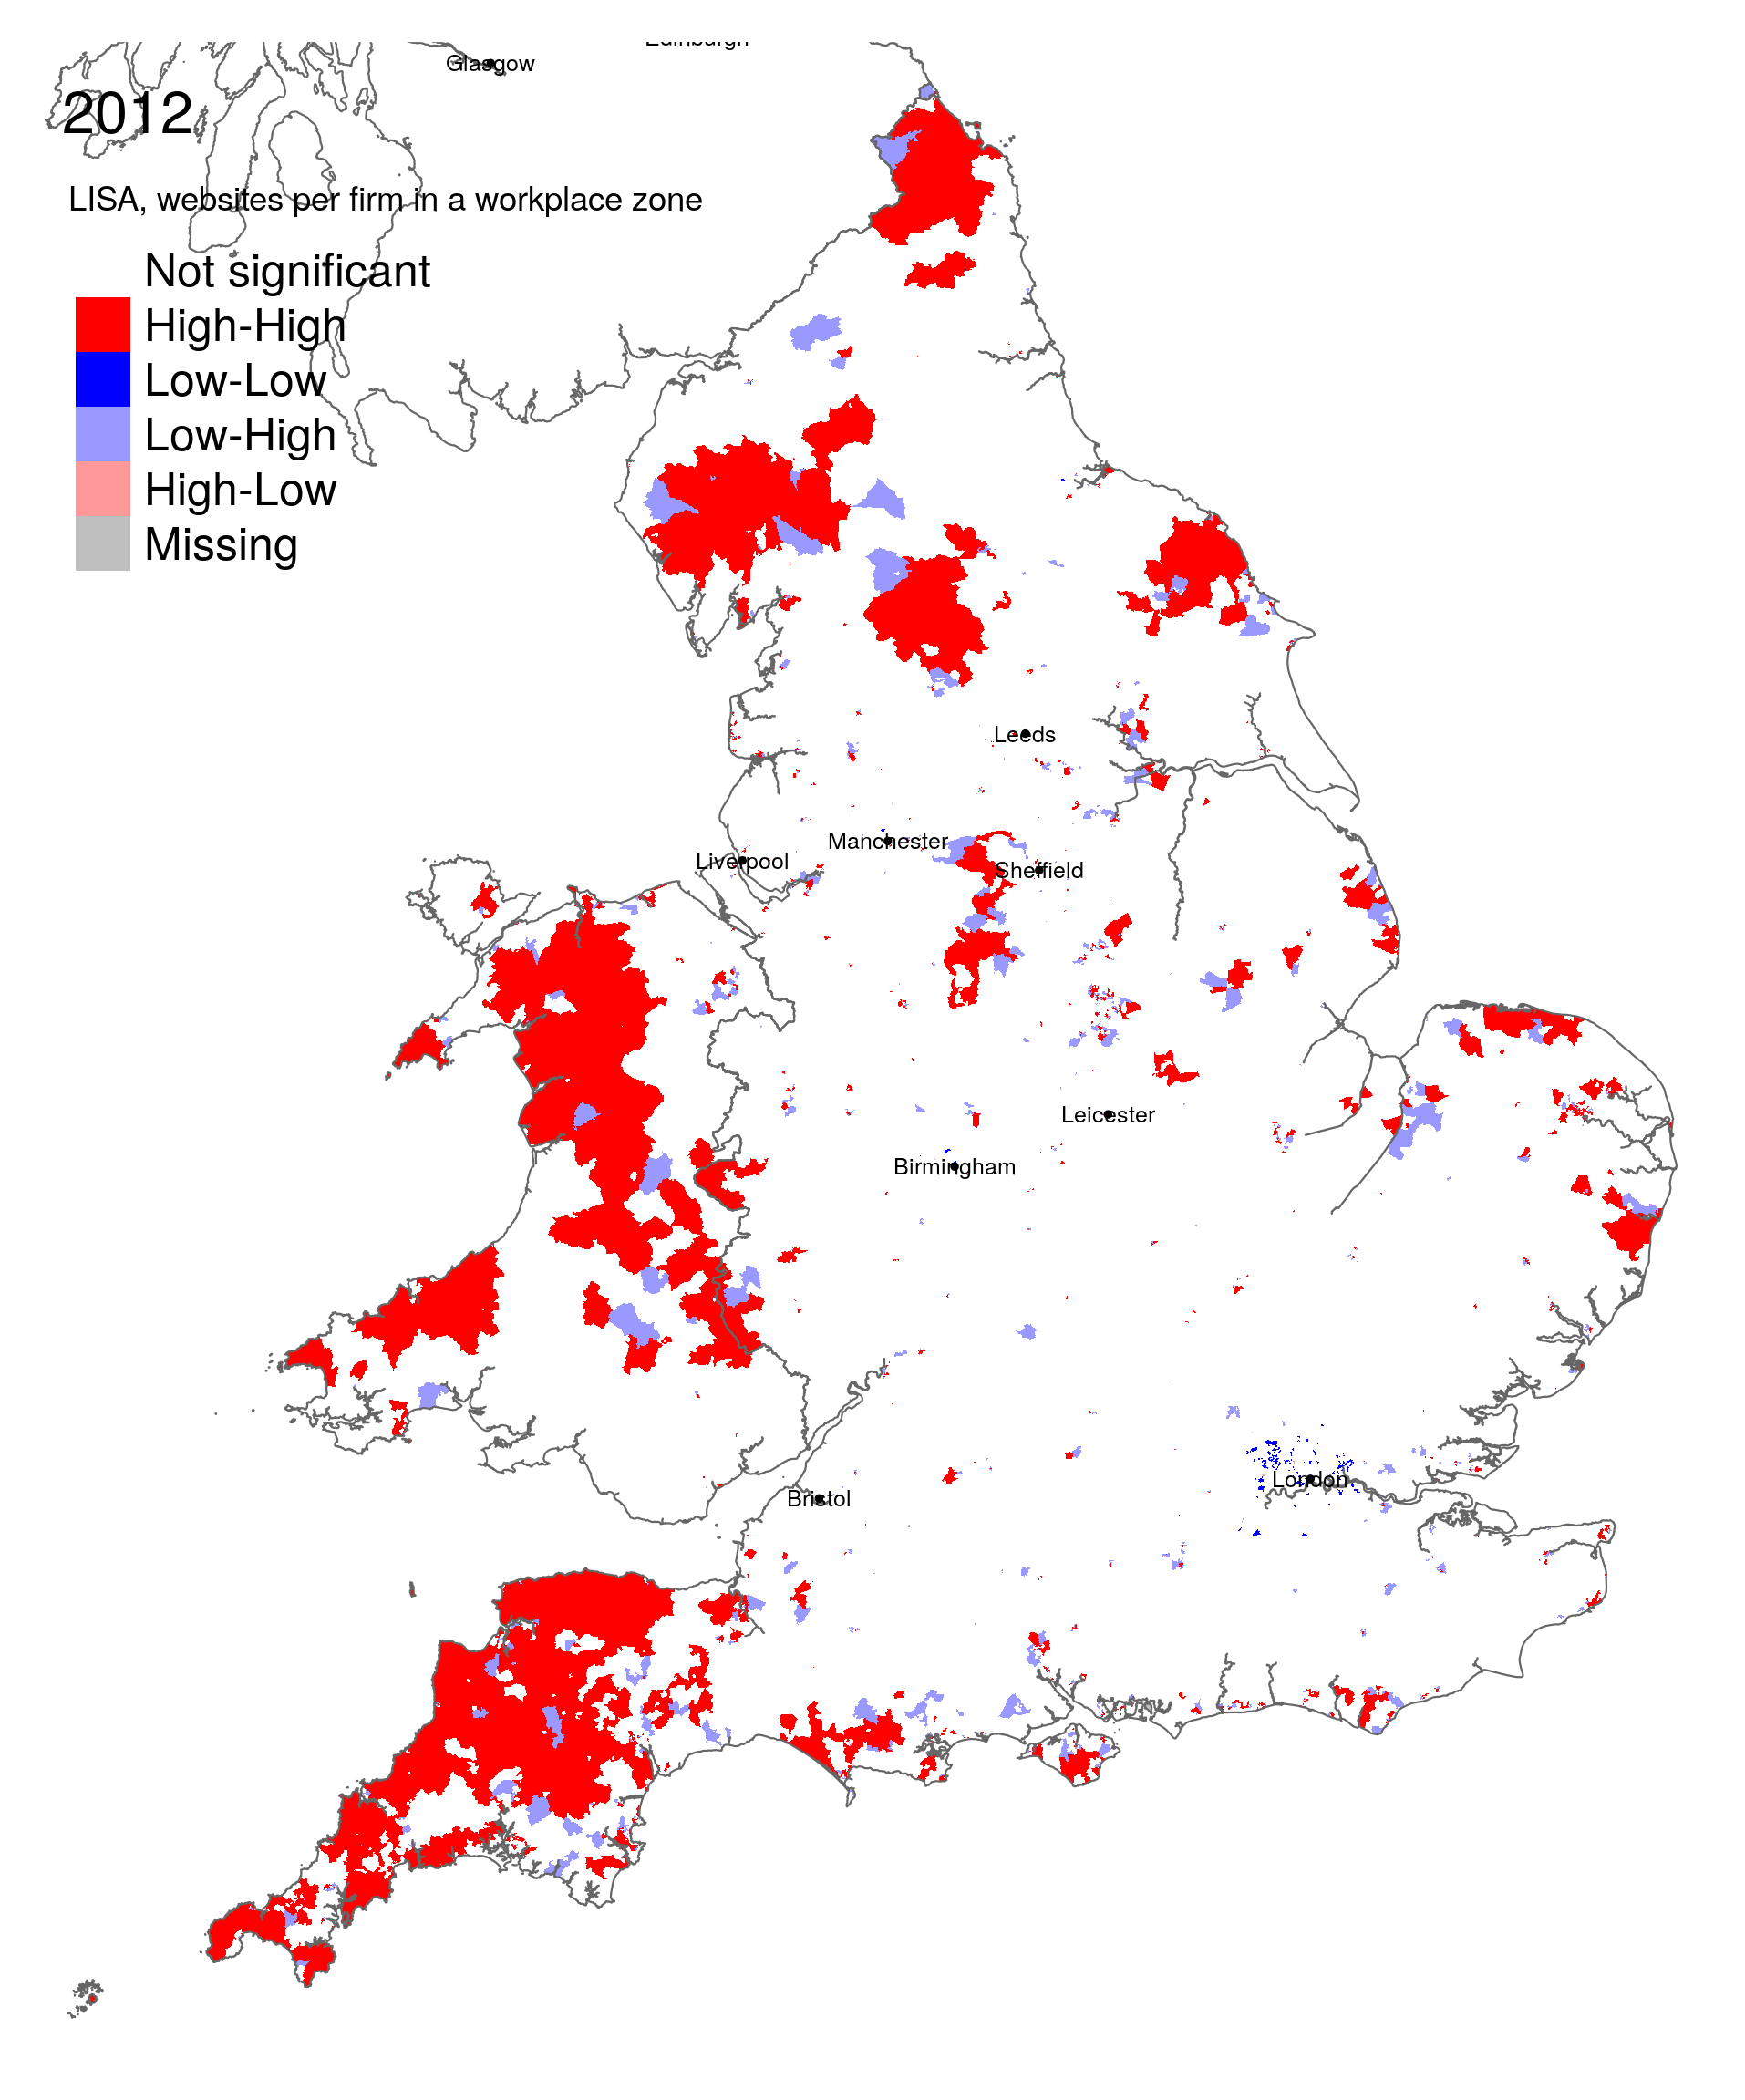 Edinburgh
Glasgow
2012
LISA, websites per firm in a workplace zone
Not significant
High-High
Low-Low
Low-High
High-Low
Missing
Leeds
Manchester
Liverpool
Sheffield
Leicester
Birmingham
London
Bristol